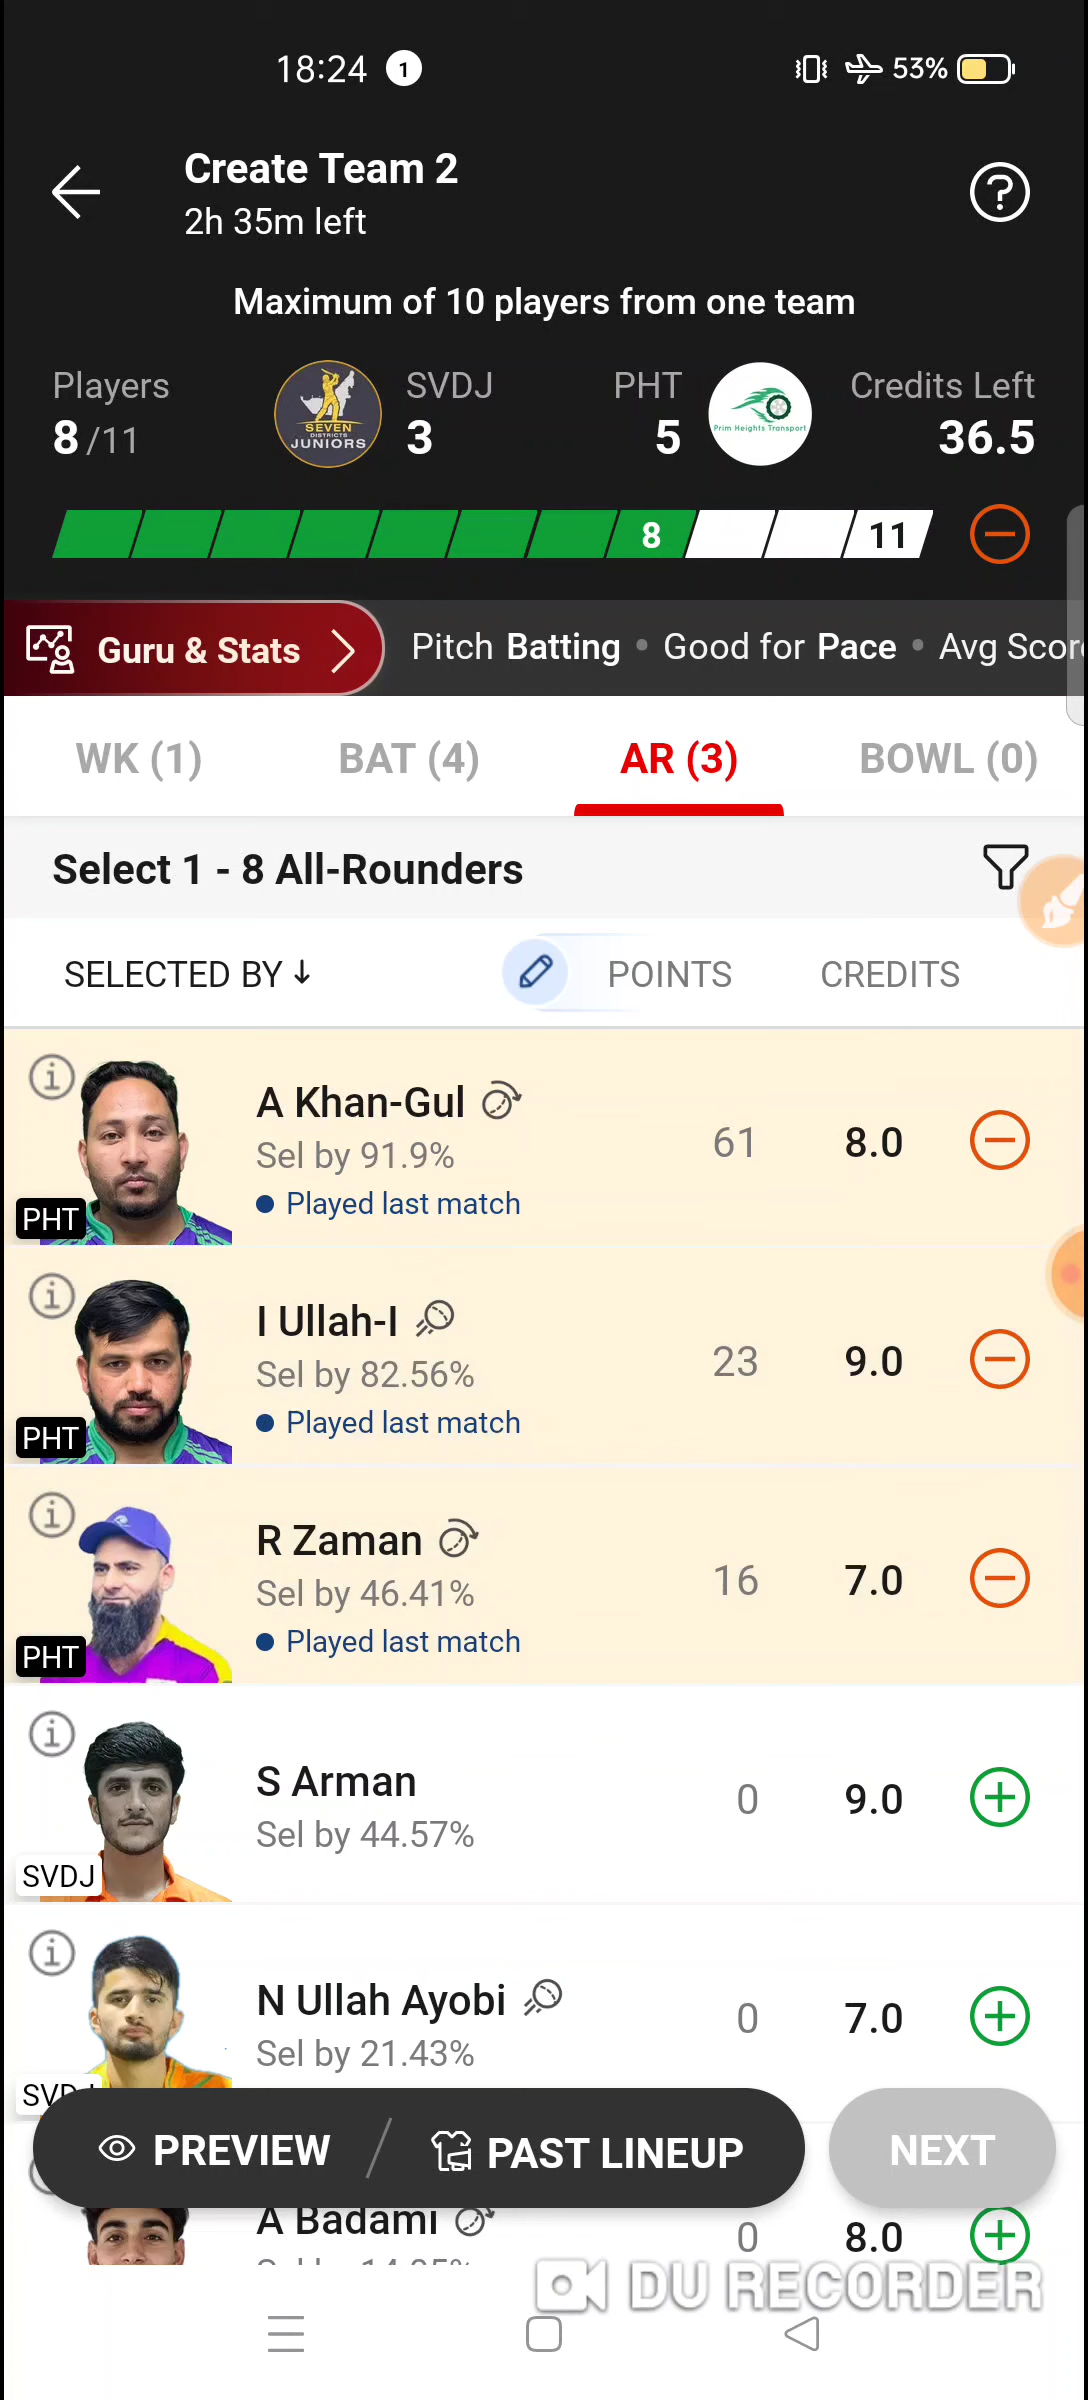 18:24 1 53%
Create Team 2
2h 35m left
Maximum of 10 players from one team
Players SVDJ PHT Credits Left
8/11 3 5 36.5
SEVEN
DISTRICTS
JUNIORS
Prim Heights Transport
8 11
Guru & Stats Pitch Batting • Good for Pace • Avg Scor
WK (1) BAT (4) AR (3) BOWL (0)
Select 1 - 8 All-Rounders
SELECTED BY ↓ POINTS CREDITS
A Khan-Gul
Sel by 91.9% 61 8.0
Played last match
PHT
I Ullah-I
Sel by 82.56% 23 9.0
Played last match
PHT
R Zaman
Sel by 46.41% 16 7.0
Played last match
PHT
S Arman
Sel by 44.57% 0 9.0
SVDJ
N Ullah Ayobi
Sel by 21.43% 0 7.0
PREVIEW / PAST LINEUP NEXT
A Badami 0 8.0
DU RECORDER